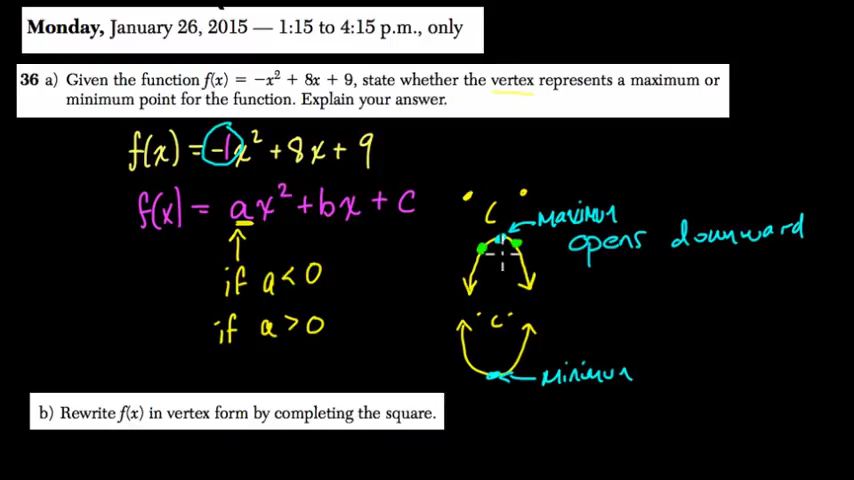 Monday, January 26, 2015 — 1:15 to 4:15 p.m., only
36 a) Given the function f(x) = −x² + 8x + 9, state whether the vertex represents a maximum or
minimum point for the function. Explain your answer.
f(x) = -1x² + 8x + 9
f(x) = ax² + bx + c
Maximum
opens downward
if a < 0
if a > 0
Minimum
b) Rewrite f(x) in vertex form by completing the square.